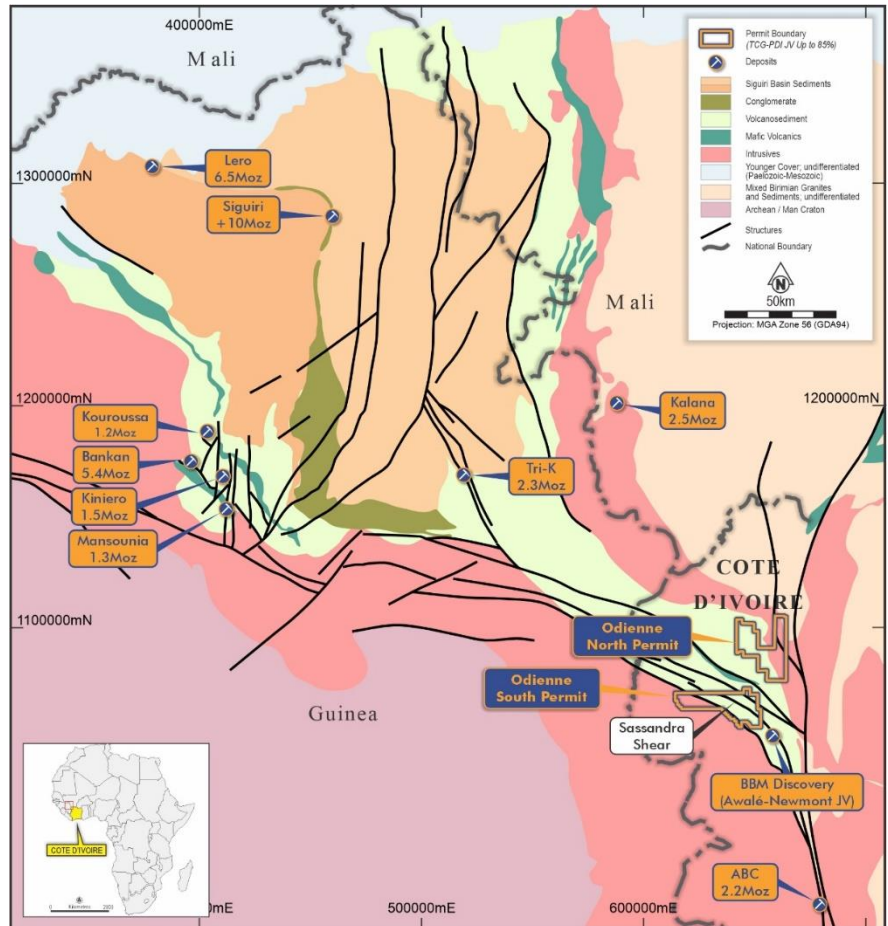 400000mE
Mali
Permit Boundary
(TCG-PDI JV Up to 85%)
Deposits
Siguiri Basin Sediments
Conglomerate
Volcanosediment
Mafic Volcanics
Intrusives
Younger Cover; undifferentiated
(Paelozoic-Mesozoic)
Mixed Birimian Granites
and Sediments; undifferentiated
Archean / Man Craton
Structures
National Boundary
N
50km
Projection: MGA Zone 56 (GDA94)
Lero
6.5Moz
1300000mN
Siguiri
+10Moz
Mali
1200000mN
1200000mN
Kalana
2.5Moz
Kouroussa
1.2Moz
Bankan
5.4Moz
Kiniero
1.5Moz
Mansounia
1.3Moz
Tri-K
2.3Moz
COTE
D'IVOIRE
1100000mN
Odienne
North Permit
Odienne
South Permit
Guinea
Sassandra
Shear
BBM Discovery
(Awalé-Newmont JV)
COTE D'IVOIRE
ABC
2.2Moz
N
Kilometers
0
400000mE
500000mE
600000mE